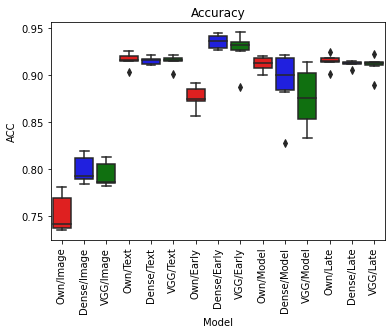 Accuracy
ACC
0.95
0.90
0.85
0.80
0.75
Own/Image
Dense/Image
VGG/Image
Own/Text
Dense/Text
VGG/Text
Own/Early
Dense/Early
VGG/Early
Own/Model
Dense/Model
VGG/Model
Own/Late
Dense/Late
VGG/Late
Model